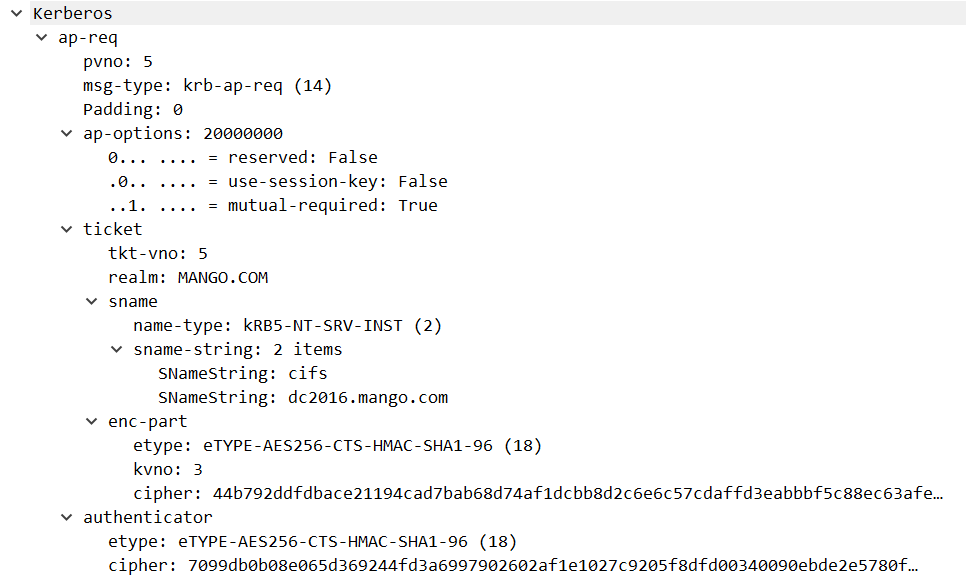 Kerberos
ap-req
pvno: 5
msg-type: krb-ap-req (14)
Padding: 0
ap-options: 20000000
0... .... = reserved: False
.0.. .... = use-session-key: False
..1. .... = mutual-required: True
ticket
tkt-vno: 5
realm: MANGO.COM
sname
name-type: kRB5-NT-SRV-INST (2)
sname-string: 2 items
SNameString: cifs
SNameString: dc2016.mango.com
enc-part
etype: eTYPE-AES256-CTS-HMAC-SHA1-96 (18)
kvno: 3
cipher: 44b792ddfdbace21194cad7bab68d74af1dcbb8d2c6e6c57cdaffd3eabbbf5c88ec63afe…
authenticator
etype: eTYPE-AES256-CTS-HMAC-SHA1-96 (18)
cipher: 7099db0b08e065d369244fd3a6997902602af1e1027c9205f8dfd00340090ebde2e5780f…